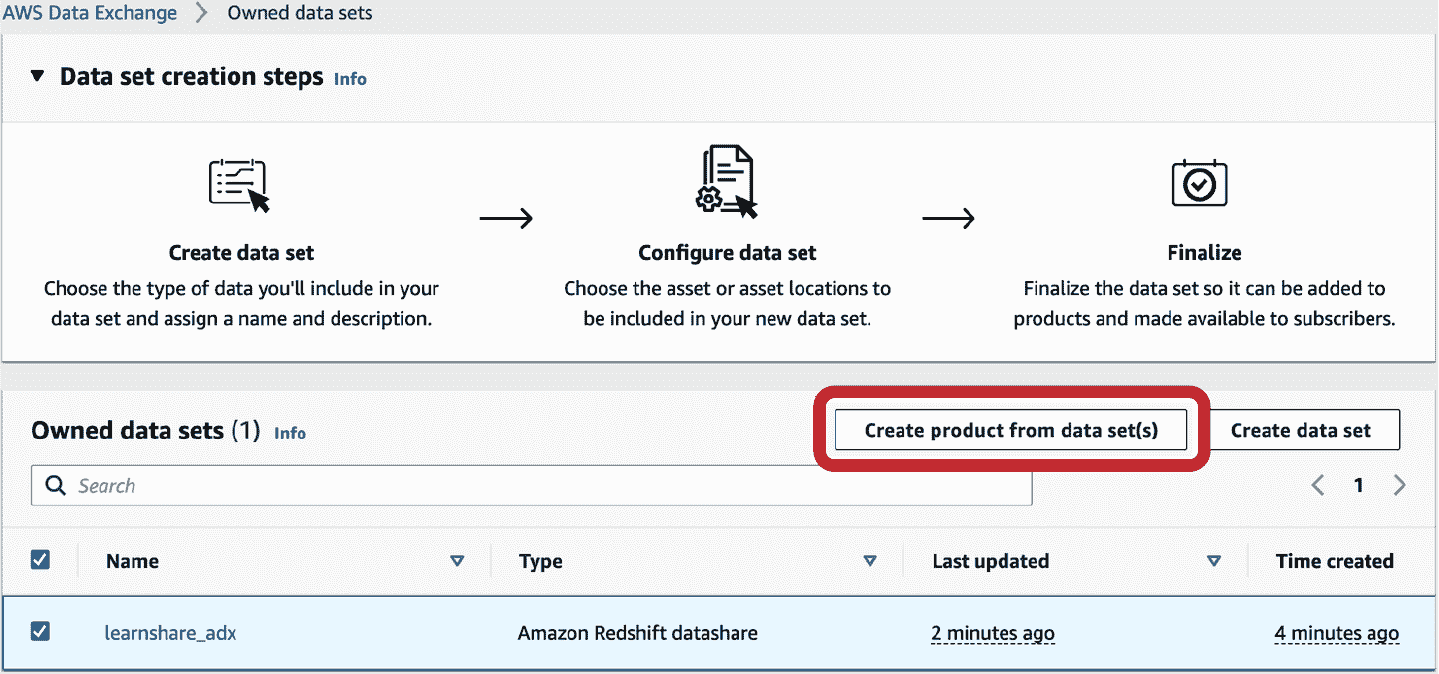 AWS Data Exchange > Owned data sets
Data set creation steps Info
Create data set
Choose the type of data you'll include in your
data set and assign a name and description.
Configure data set
Choose the asset or asset locations to
be included in your new data set.
Finalize
Finalize the data set so it can be added to
products and made available to subscribers.
Owned data sets (1) Info
Create product from data set(s)
Create data set
Search
1
Name Type Last updated Time created
learnshare_adx Amazon Redshift datashare 2 minutes ago 4 minutes ago